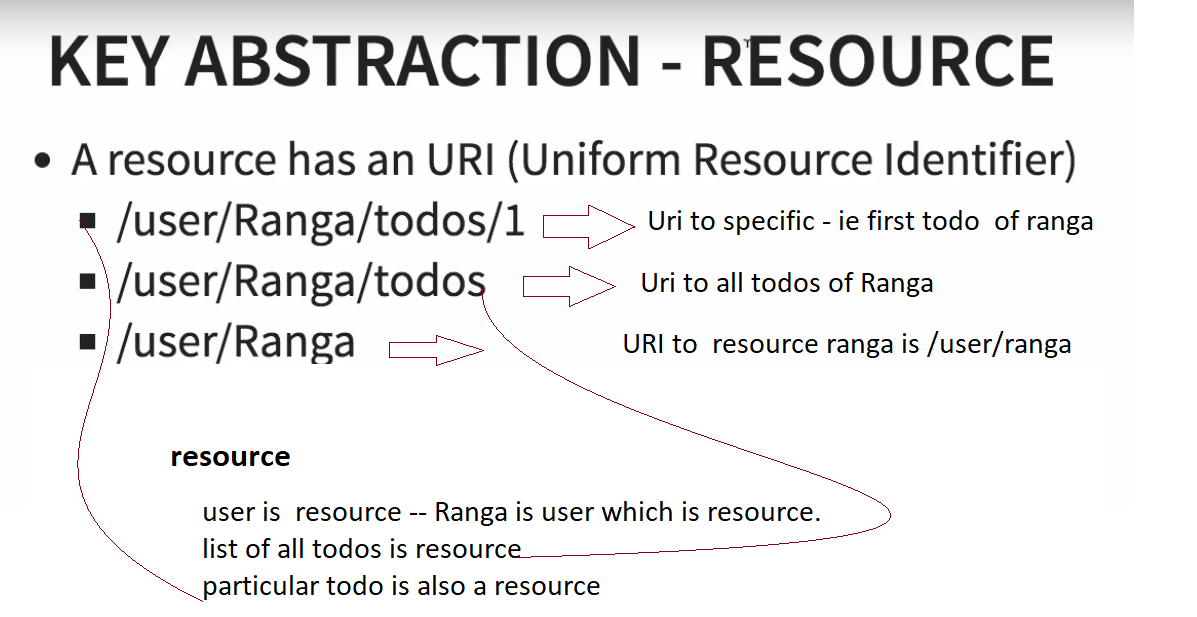 KEY ABSTRACTION - RESOURCE
• A resource has an URI (Uniform Resource Identifier)
▪ /user/Ranga/todos/1 Uri to specific - ie first todo of ranga
▪ /user/Ranga/todos Uri to all todos of Ranga
▪ /user/Ranga URI to resource ranga is /user/ranga
resource
user is resource -- Ranga is user which is resource.
list of all todos is resource
particular todo is also a resource